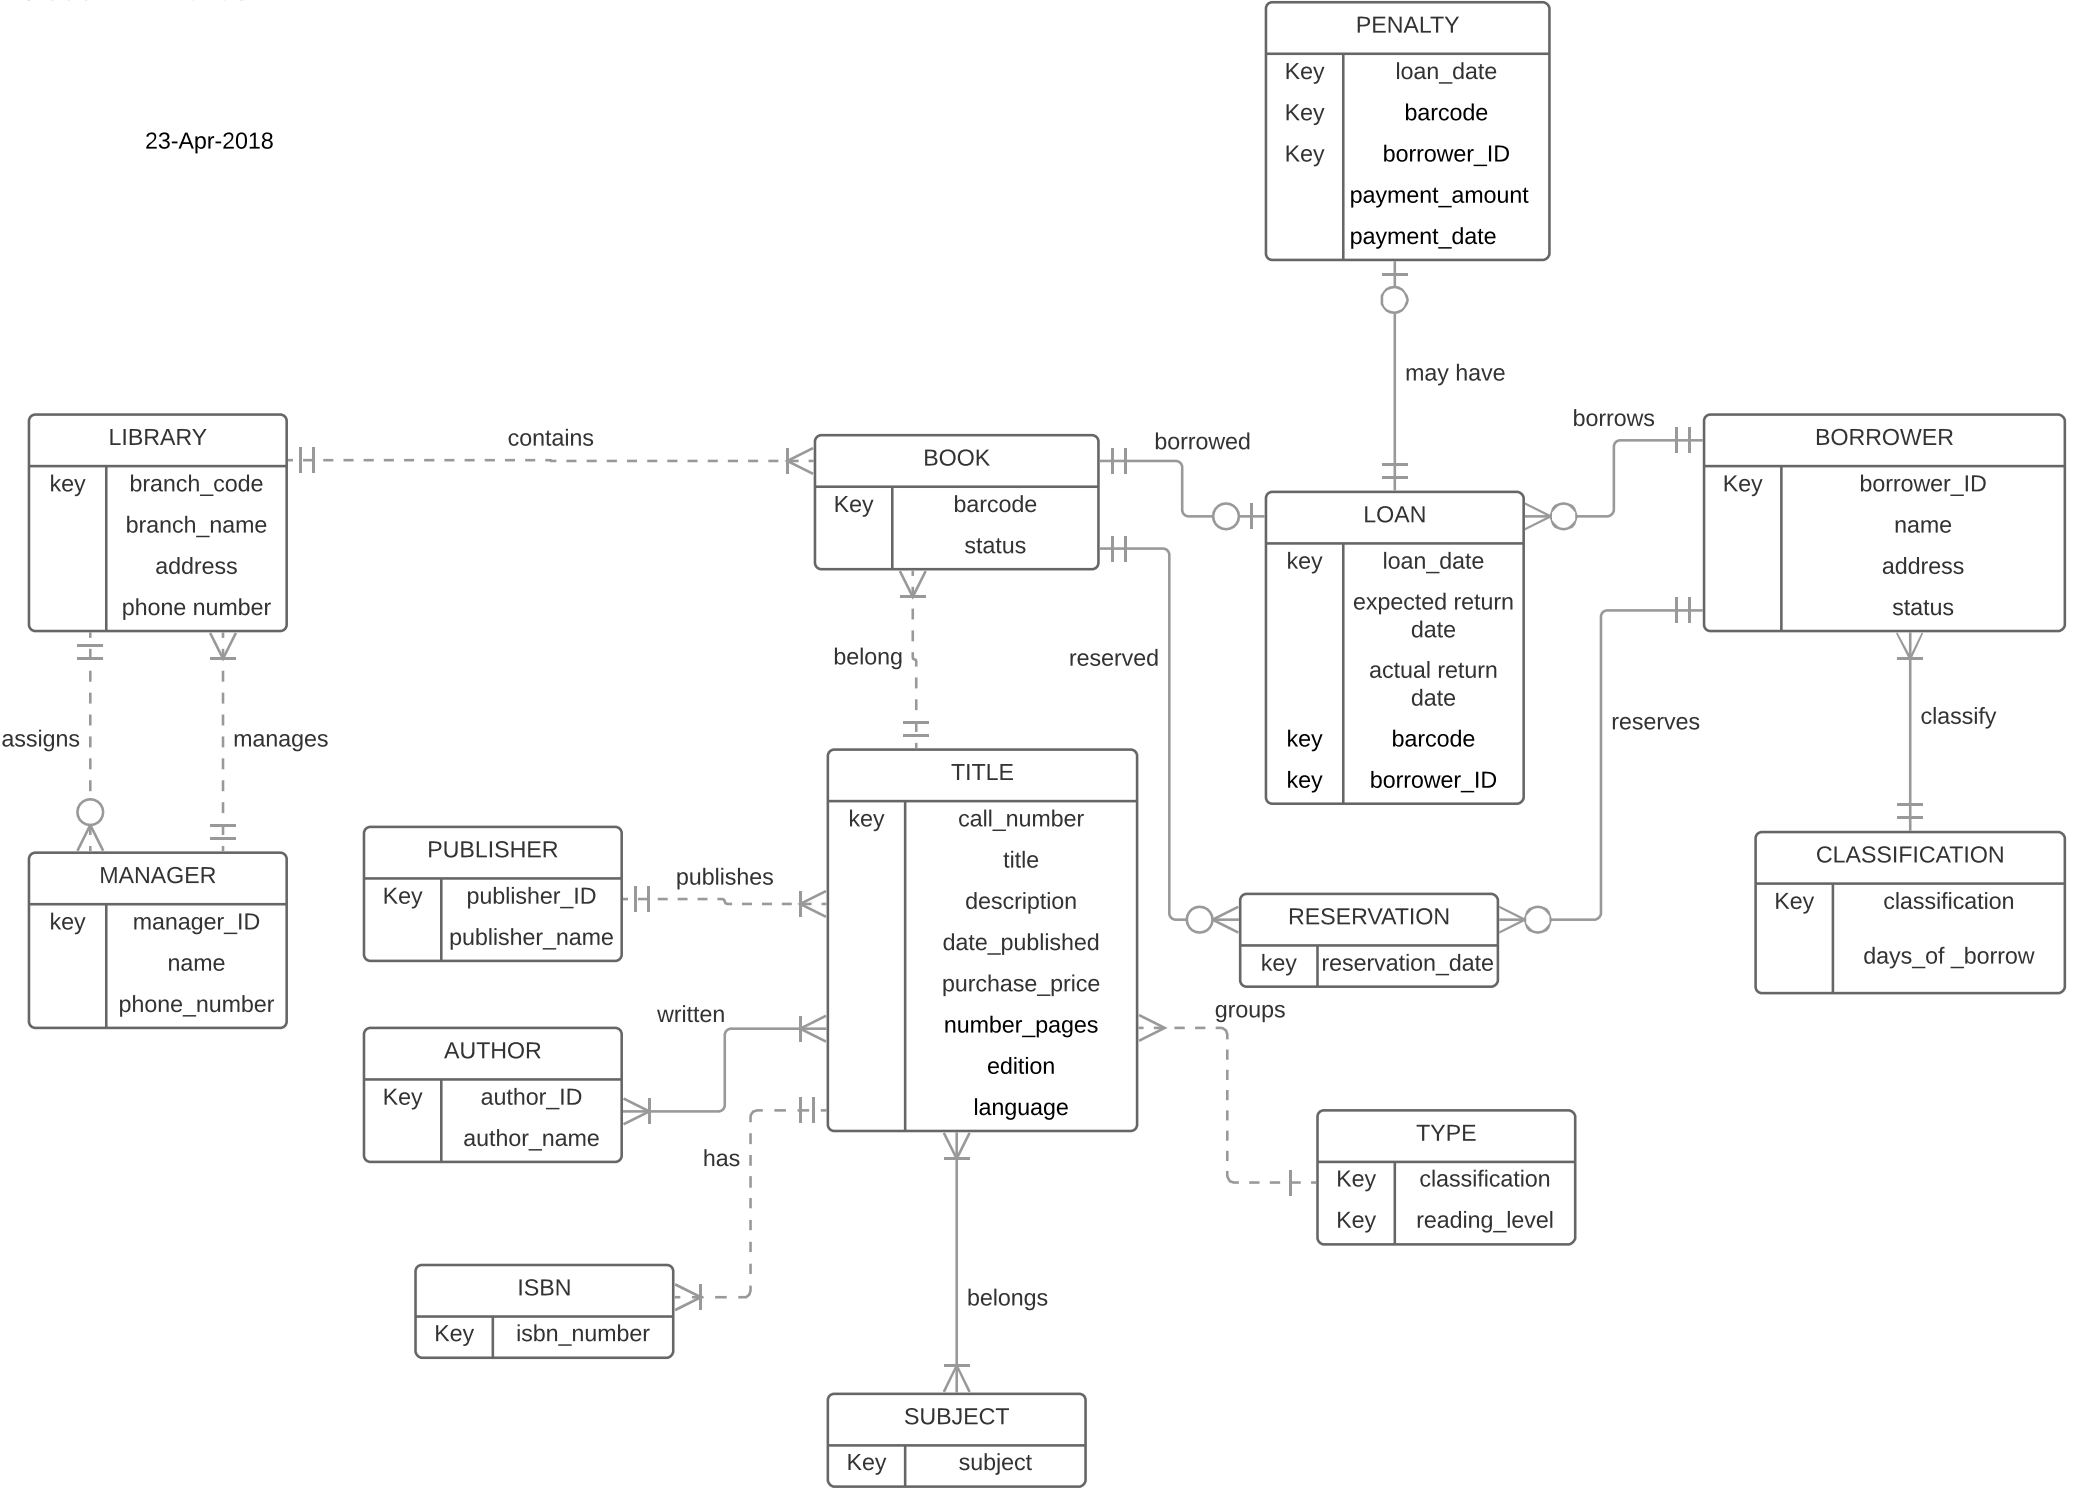 23-Apr-2018
PENALTY
Key loan_date
Key barcode
Key borrower_ID
payment_amount
payment_date
may have
LIBRARY
key branch_code
branch_name
address
phone number
contains
BOOK
Key barcode
status
borrowed
borrows
LOAN
key loan_date
expected return
date
actual return
date
key barcode
key borrower_ID
BORROWER
Key borrower_ID
name
address
status
assigns
manages
belong
reserved
reserves
classify
MANAGER
key manager_ID
name
phone_number
PUBLISHER
Key publisher_ID
publisher_name
publishes
TITLE
key call_number
title
description
date_published
purchase_price
number_pages
edition
language
RESERVATION
key reservation_date
CLASSIFICATION
Key classification
days_of _borrow
written
groups
AUTHOR
Key author_ID
author_name
has
TYPE
Key classification
Key reading_level
ISBN
Key isbn_number
belongs
SUBJECT
Key subject